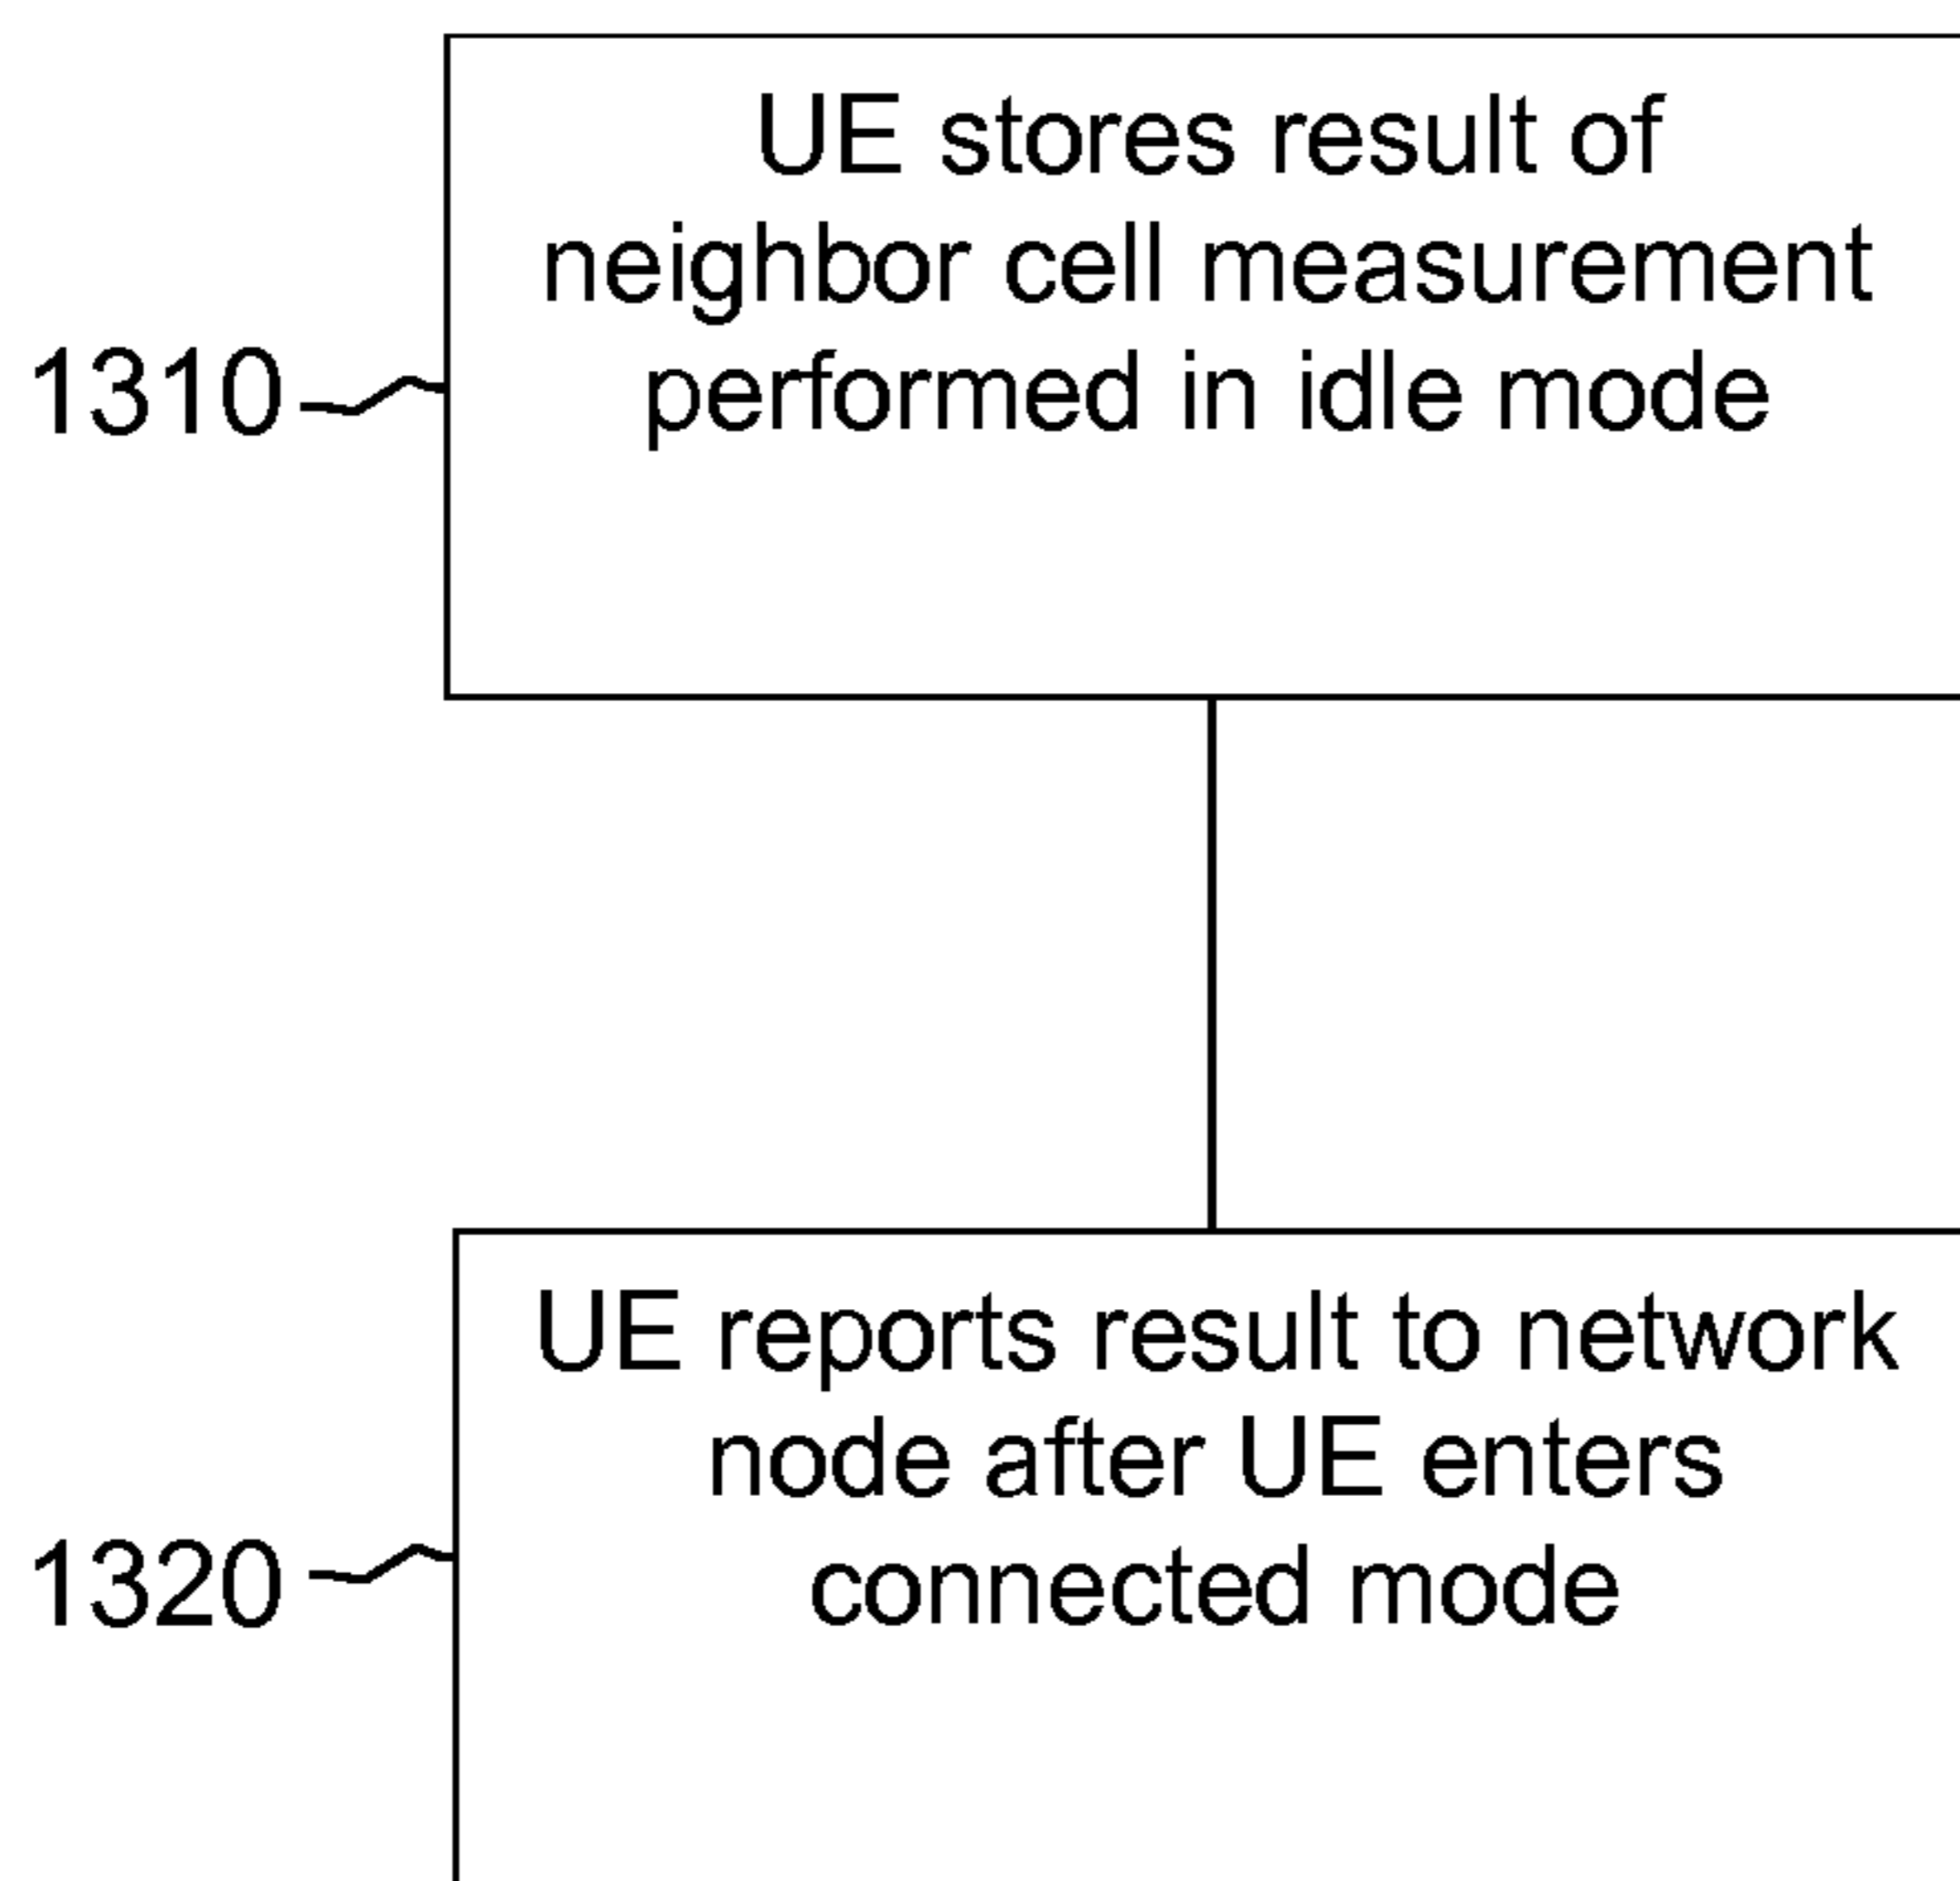 UE stores result of
neighbor cell measurement
performed in idle mode
1310
UE reports result to network
node after UE enters
connected mode
1320